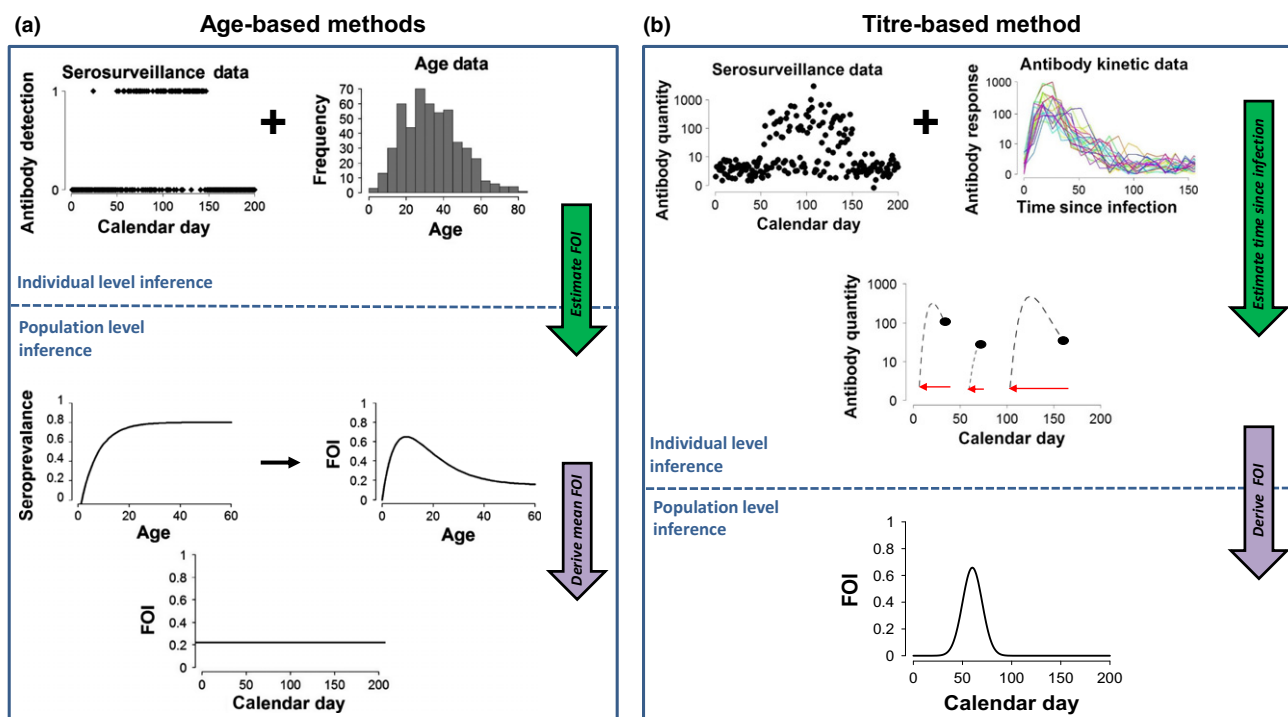 (a)
Age-based methods
Serosurveillance data
Antibody detection
1
0
0 50 100 150 200
Calendar day
+
Age data
Frequency
70
60
50
40
30
20
10
0
0 20 40 60 80
Age
Estimate FOI
Individual level inference
Population level
inference
Seroprevalance
1
0.8
0.6
0.4
0.2
0
0 20 40 60
Age
FOI
1
0.8
0.6
0.4
0.2
0
0 20 40 60
Age
Derive mean FOI
FOI
1
0.8
0.6
0.4
0.2
0
0 50 100 150 200
Calendar day
(b)
Titre-based method
Serosurveillance data
Antibody quantity
1000
100
10
0
0 50 100 150 200
Calendar day
+
Antibody kinetic data
Antibody response
1000
100
10
0
0 50 100 150
Time since infection
Estimate time since infection
Antibody quantity
1000
100
10
0
0 50 100 150 200
Calendar day
Individual level
inference
Population level
inference
Derive FOI
FOI
1
0.8
0.6
0.4
0.2
0
0 50 100 150 200
Calendar day